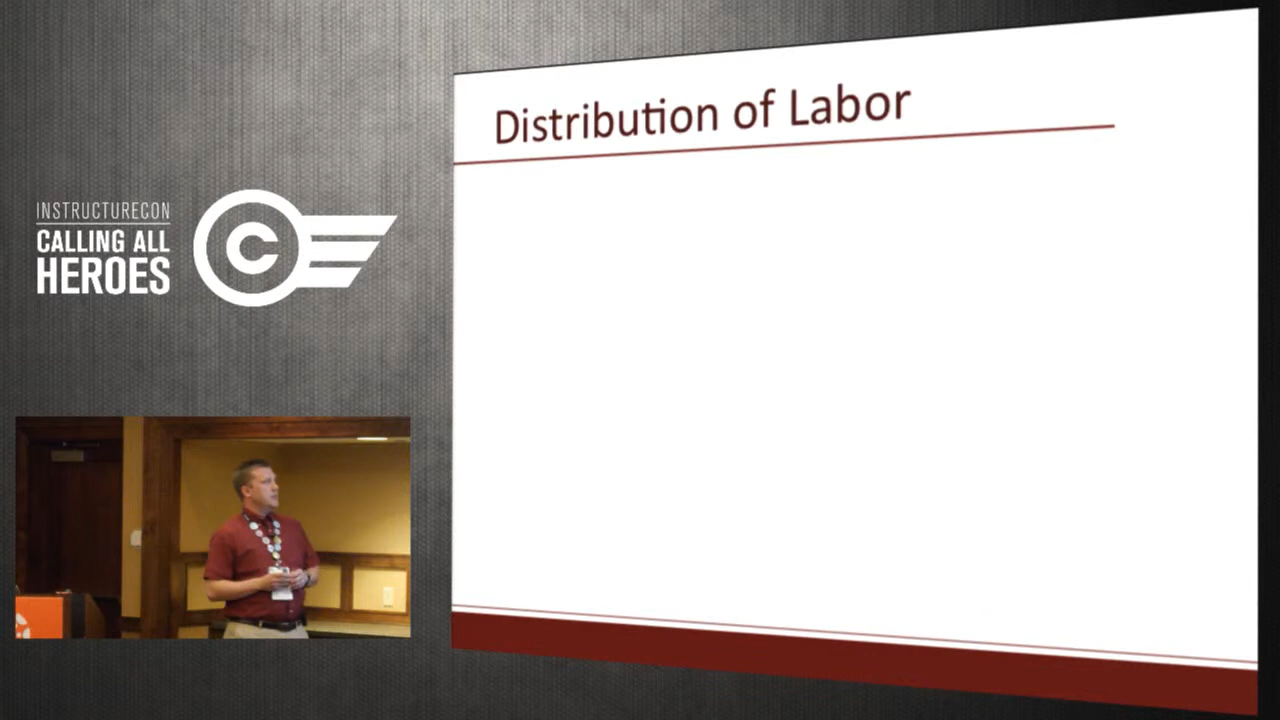 INSTRUCTURECON
CALLING ALL
HEROES
C
Distribution of Labor